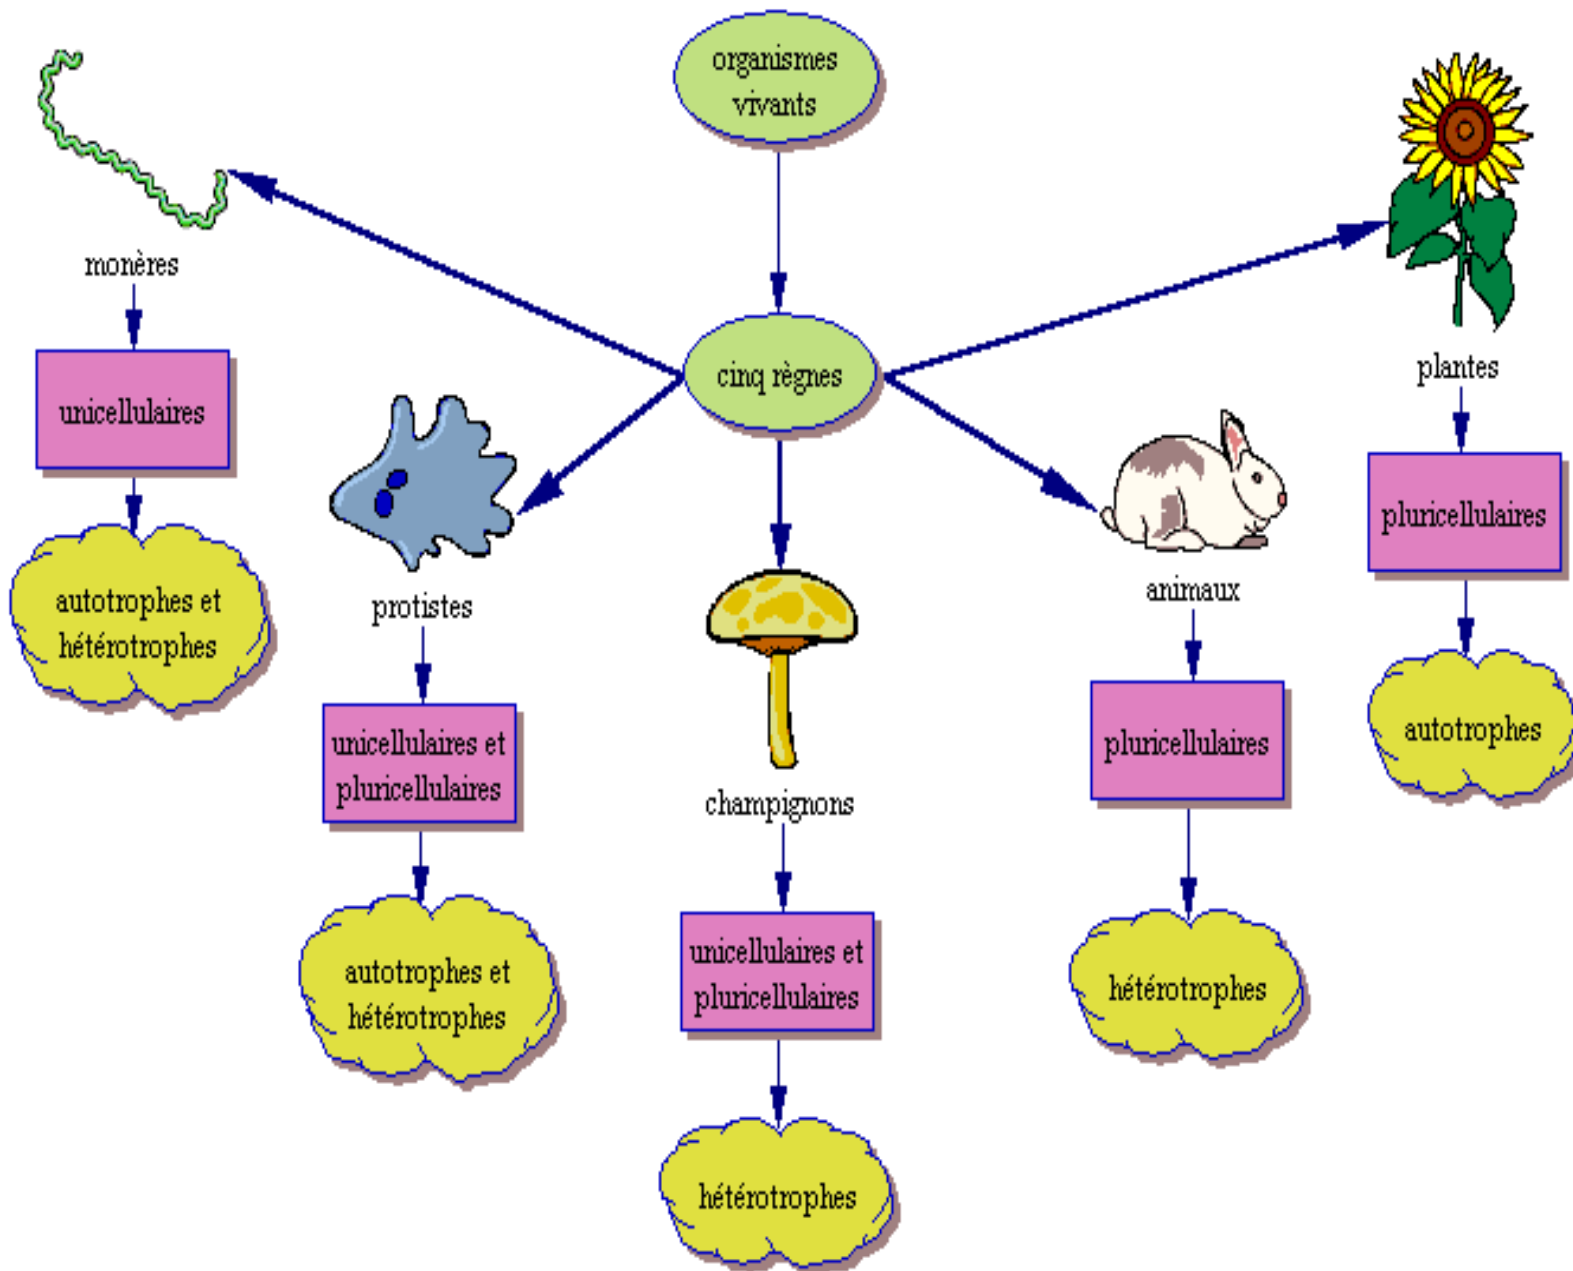 organismes
vivants
cinq règnes
monères
unicellulaires
autotrophes et
hétérotrophes
protistes
unicellulaires et
pluricellulaires
autotrophes et
hétérotrophes
champignons
unicellulaires et
pluricellulaires
hétérotrophes
animaux
pluricellulaires
hétérotrophes
plantes
pluricellulaires
autotrophes